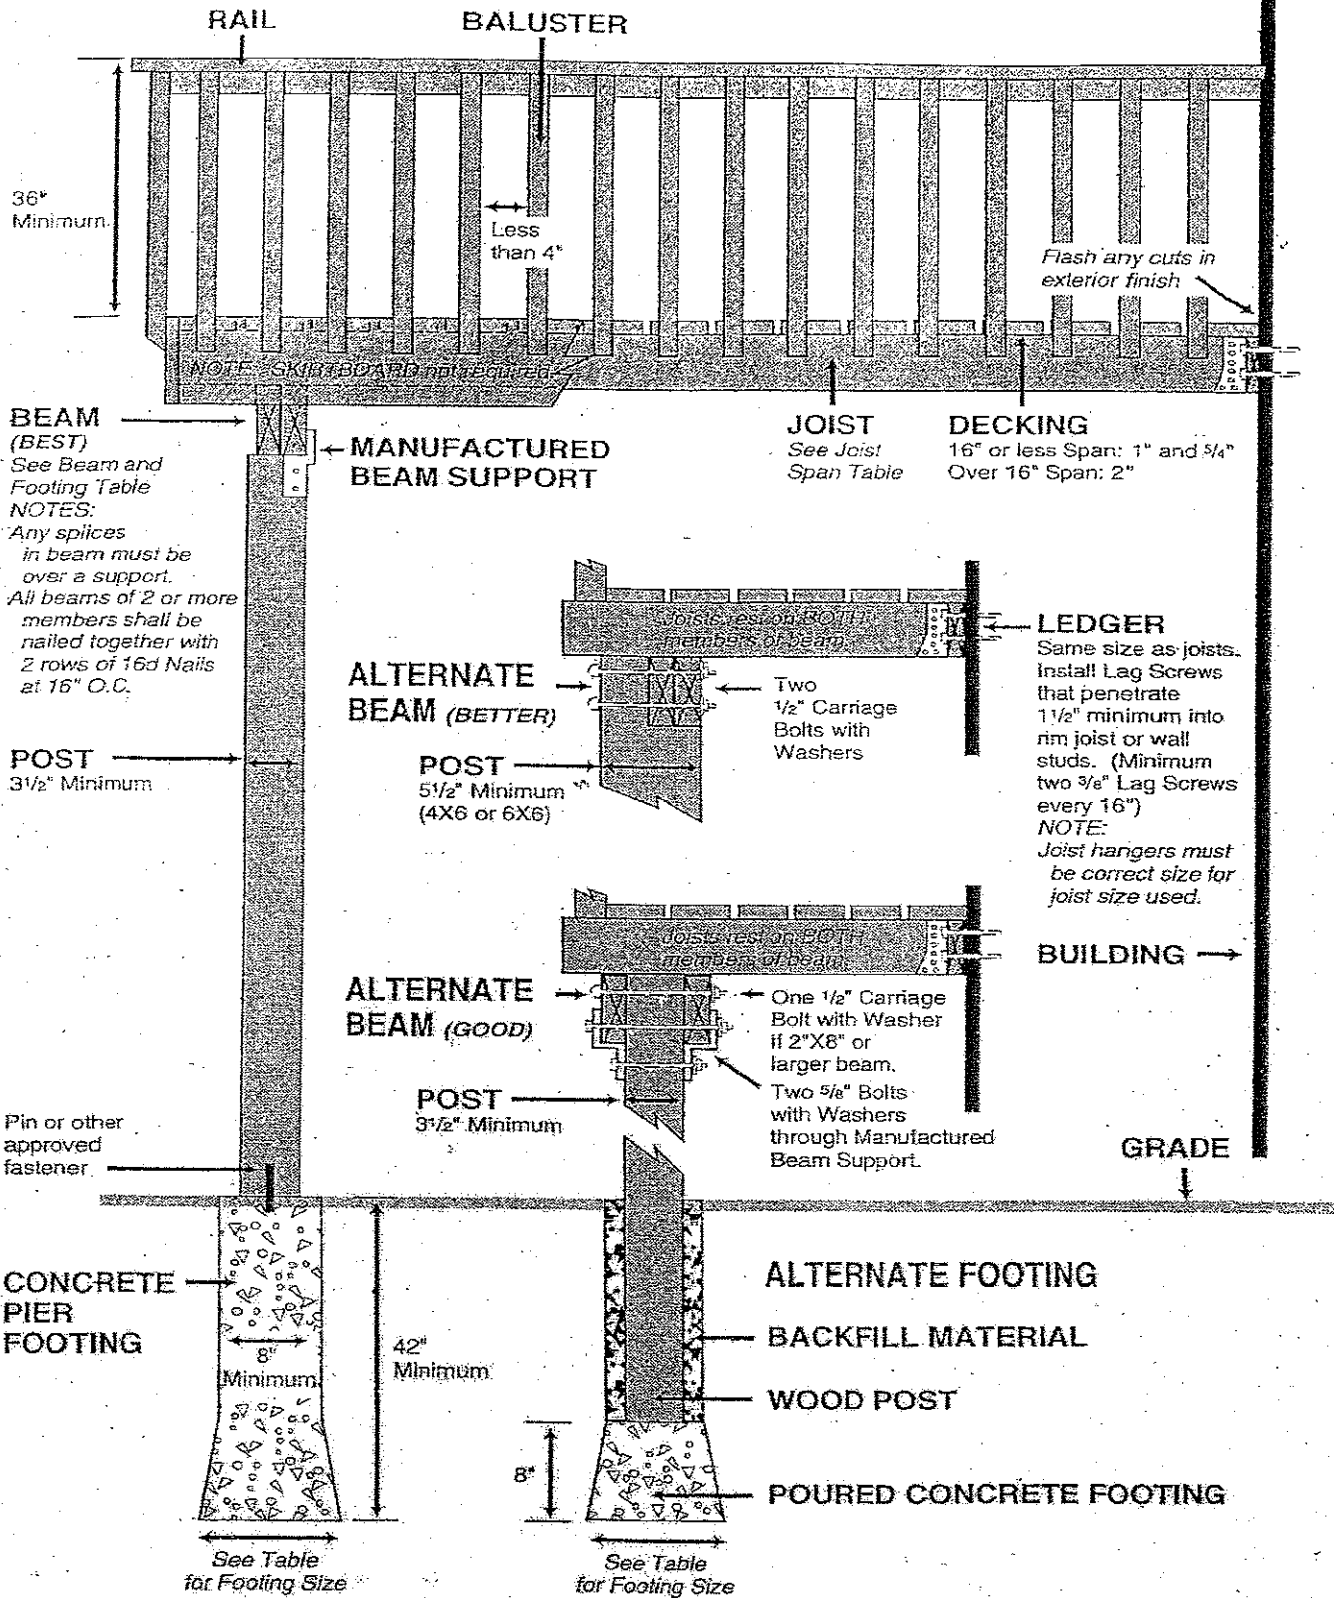 RAIL
BALUSTER
36"
Minimum
Less
than 4"
Flash any cuts in
exterior finish
NOTE - SKIRTBOARD not required
BEAM
(BEST)
See Beam and
Footing Table
NOTES:
Any splices
in beam must be
over a support.
All beams of 2 or more
members shall be
nailed together with
2 rows of 16d Nails
at 16" O.C.
MANUFACTURED
BEAM SUPPORT
JOIST
See Joist
Span Table
DECKING
16" or less Span: 1" and 5/4"
Over 16" Span: 2"
Joists rest on BOTH
members of beam.
ALTERNATE
BEAM (BETTER)
Two
1/2" Carriage
Bolts with
Washers
LEDGER
Same size as joists.
Install Lag Screws
that penetrate
1 1/2" minimum into
rim joist or wall
studs. (Minimum
two 3/8" Lag Screws
every 16")
NOTE:
Joist hangers must
be correct size for
joist size used.
POST
3 1/2" Minimum
POST
5 1/2" Minimum
(4X6 or 6X6)
Joists rest on BOTH
members of beam.
BUILDING
ALTERNATE
BEAM (GOOD)
One 1/2" Carriage
Bolt with Washer
if 2"X8" or
larger beam.
POST
3 1/2" Minimum
Two 5/8" Bolts
with Washers
through Manufactured
Beam Support.
Pin or other
approved
fastener
GRADE
CONCRETE
PIER
FOOTING
8"
Minimum
42"
Minimum
ALTERNATE FOOTING
BACKFILL MATERIAL
WOOD POST
8"
POURED CONCRETE FOOTING
See Table
for Footing Size
See Table
for Footing Size